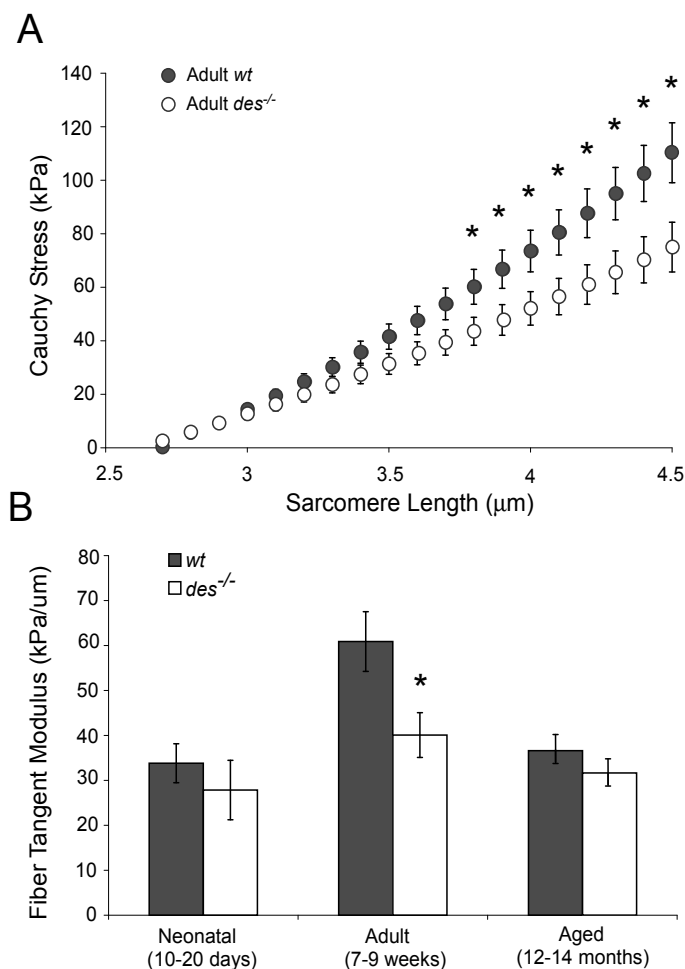 A
140
120
100
80
60
40
20
0
Cauchy Stress (kPa)
Adult wt
Adult des-/-
* * * * * * * *
2.5 3 3.5 4 4.5
Sarcomere Length (μm)
B
80
70
60
50
40
30
20
10
0
Fiber Tangent Modulus (kPa/um)
wt
des-/-
*
Neonatal Adult Aged
(10-20 days) (7-9 weeks) (12-14 months)